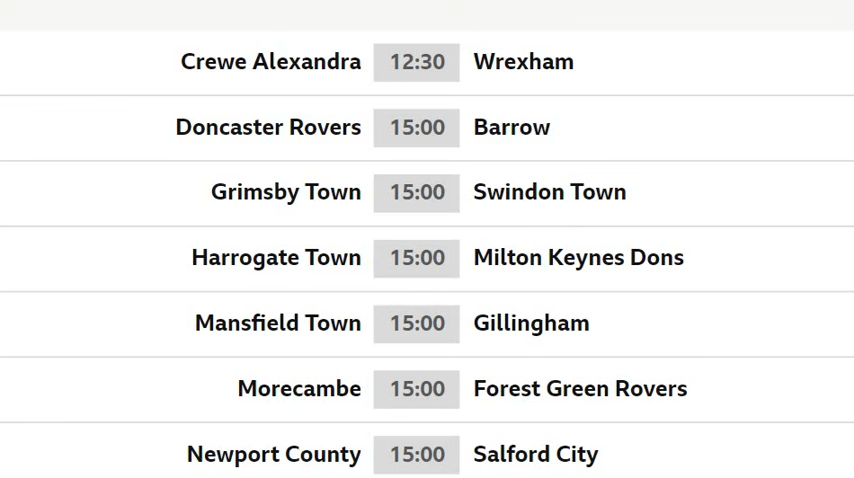 Crewe Alexandra 12:30 Wrexham
Doncaster Rovers 15:00 Barrow
Grimsby Town 15:00 Swindon Town
Harrogate Town 15:00 Milton Keynes Dons
Mansfield Town 15:00 Gillingham
Morecambe 15:00 Forest Green Rovers
Newport County 15:00 Salford City